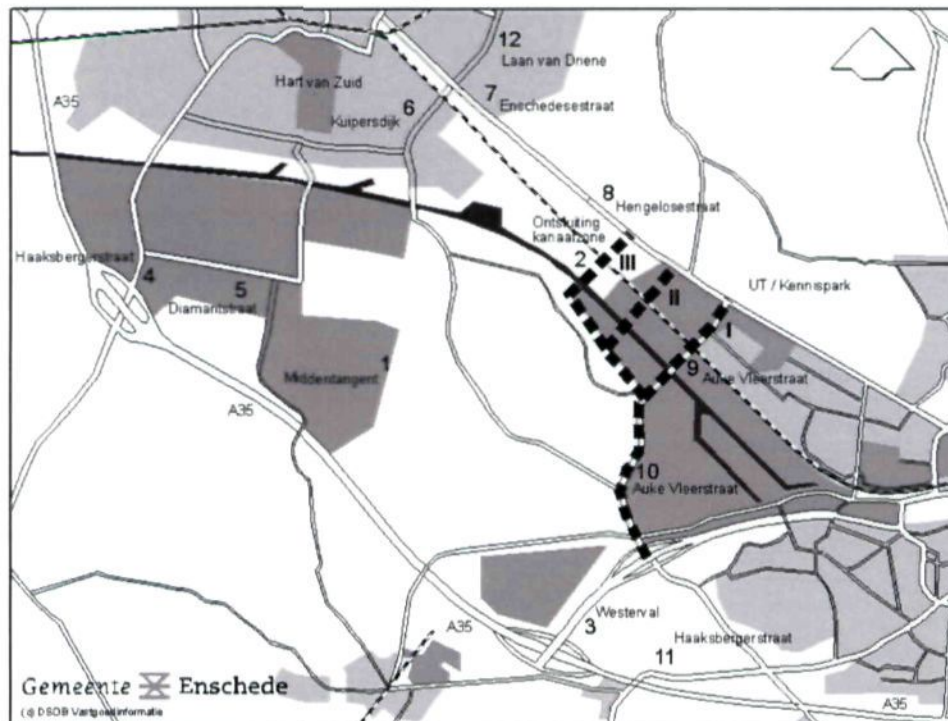 12
Laan van Driene
Hart van Zuid
7
Enschedesestraat
A35
6
Kuipersdijk
8
Hengelosestraat
Ontsluiting
kanaalzone
2
III
Haaksbergerstraat
4
5
Diamantstraat
II
UT / Kennispark
I
9
Auke Vleerstraat
Middentangent
1
A35
10
Auke Vleerstraat
Westerval
3
A35
Haaksbergerstraat
11
A35
Gemeente Enschede
(c) DSOB Vastgoedinformatie